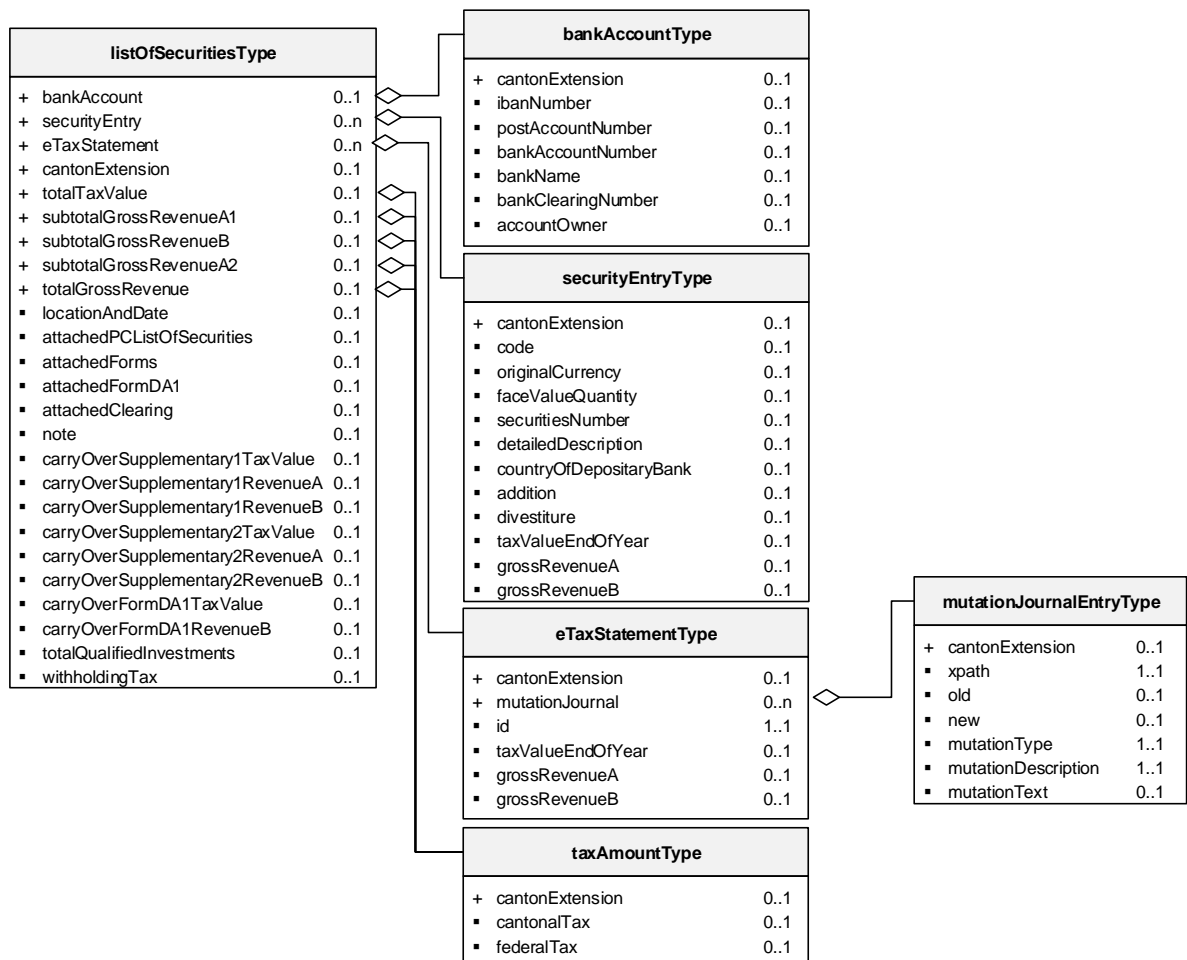 listOfSecuritiesType
+ bankAccount 0..1
+ securityEntry 0..n
+ eTaxStatement 0..n
+ cantonExtension 0..1
+ totalTaxValue 0..1
+ subtotalGrossRevenueA1 0..1
+ subtotalGrossRevenueB 0..1
+ subtotalGrossRevenueA2 0..1
+ totalGrossRevenue 0..1
▪ locationAndDate 0..1
▪ attachedPCListOfSecurities 0..1
▪ attachedForms 0..1
▪ attachedFormDA1 0..1
▪ attachedClearing 0..1
▪ note 0..1
▪ carryOverSupplementary1TaxValue 0..1
▪ carryOverSupplementary1RevenueA 0..1
▪ carryOverSupplementary1RevenueB 0..1
▪ carryOverSupplementary2TaxValue 0..1
▪ carryOverSupplementary2RevenueA 0..1
▪ carryOverSupplementary2RevenueB 0..1
▪ carryOverFormDA1TaxValue 0..1
▪ carryOverFormDA1RevenueB 0..1
▪ totalQualifiedInvestments 0..1
▪ withholdingTax 0..1
bankAccountType
+ cantonExtension 0..1
▪ ibanNumber 0..1
▪ postAccountNumber 0..1
▪ bankAccountNumber 0..1
▪ bankName 0..1
▪ bankClearingNumber 0..1
▪ accountOwner 0..1
securityEntryType
+ cantonExtension 0..1
▪ code 0..1
▪ originalCurrency 0..1
▪ faceValueQuantity 0..1
▪ securitiesNumber 0..1
▪ detailedDescription 0..1
▪ countryOfDepositaryBank 0..1
▪ addition 0..1
▪ divestiture 0..1
▪ taxValueEndOfYear 0..1
▪ grossRevenueA 0..1
▪ grossRevenueB 0..1
eTaxStatementType
+ cantonExtension 0..1
+ mutationJournal 0..n
▪ id 1..1
▪ taxValueEndOfYear 0..1
▪ grossRevenueA 0..1
▪ grossRevenueB 0..1
taxAmountType
+ cantonExtension 0..1
▪ cantonalTax 0..1
▪ federalTax 0..1
mutationJournalEntryType
+ cantonExtension 0..1
▪ xpath 1..1
▪ old 0..1
▪ new 0..1
▪ mutationType 1..1
▪ mutationDescription 1..1
▪ mutationText 0..1